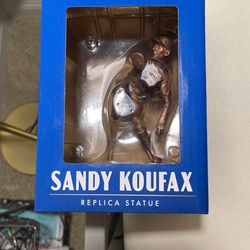 SANDY KOUFAX
REPLICA STATUE